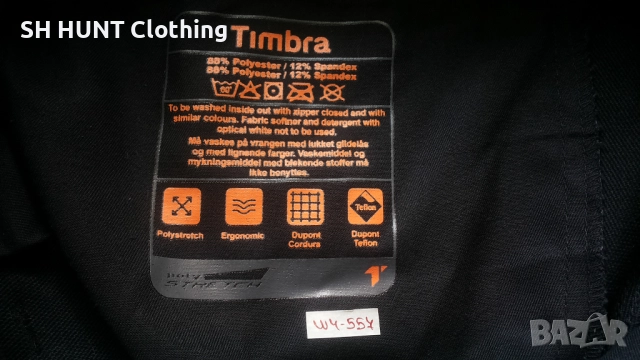 SH HUNT Clothing
Timbra
88% Polyester / 12% Spandex
88% Polyester / 12% Spandex
60°
To be washed inside out with zipper closed and with
similar colours. Fabric softner and detergent with
optical white not to be used.
Må vaskes på vrangen med lukket glidelås
og med lignende farger. Vaskemiddel og
mykningsmiddel med blekende stoffer må
ikke benyttes.
Teflon
Polystretch Ergonomic Dupont Cordura Dupont Teflon
poly
STRETCH
W4-557
BAZAR